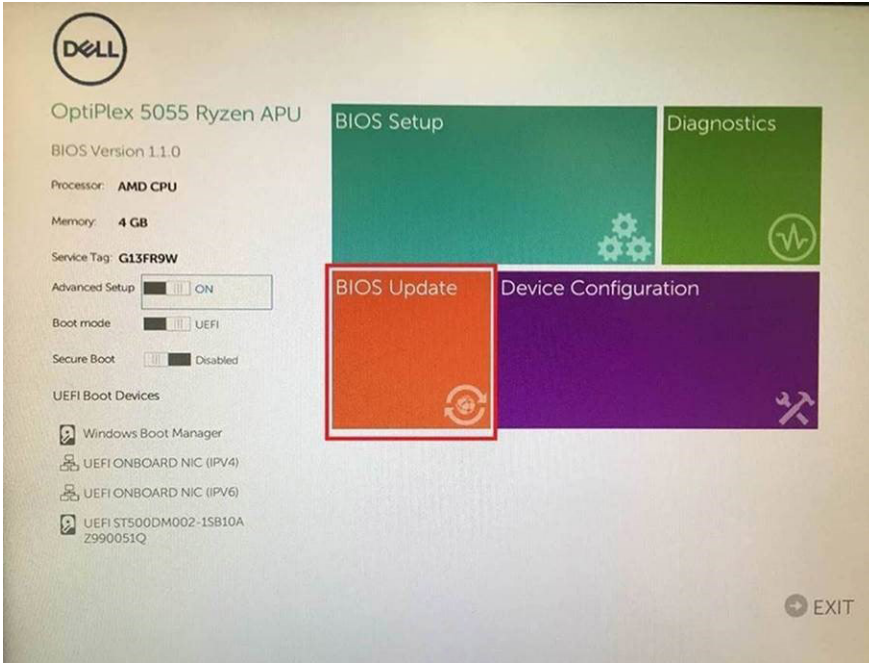 DELL
OptiPlex 5055 Ryzen APU
BIOS Version 1.1.0
Processor: AMD CPU
Memory: 4 GB
Service Tag: G13FR9W
Advanced Setup ON
Boot mode UEFI
Secure Boot Disabled
UEFI Boot Devices
Windows Boot Manager
UEFI ONBOARD NIC (IPV4)
UEFI ONBOARD NIC (IPV6)
UEFI ST500DM002-1SB10A
Z990051Q
BIOS Setup
Diagnostics
BIOS Update
Device Configuration
EXIT